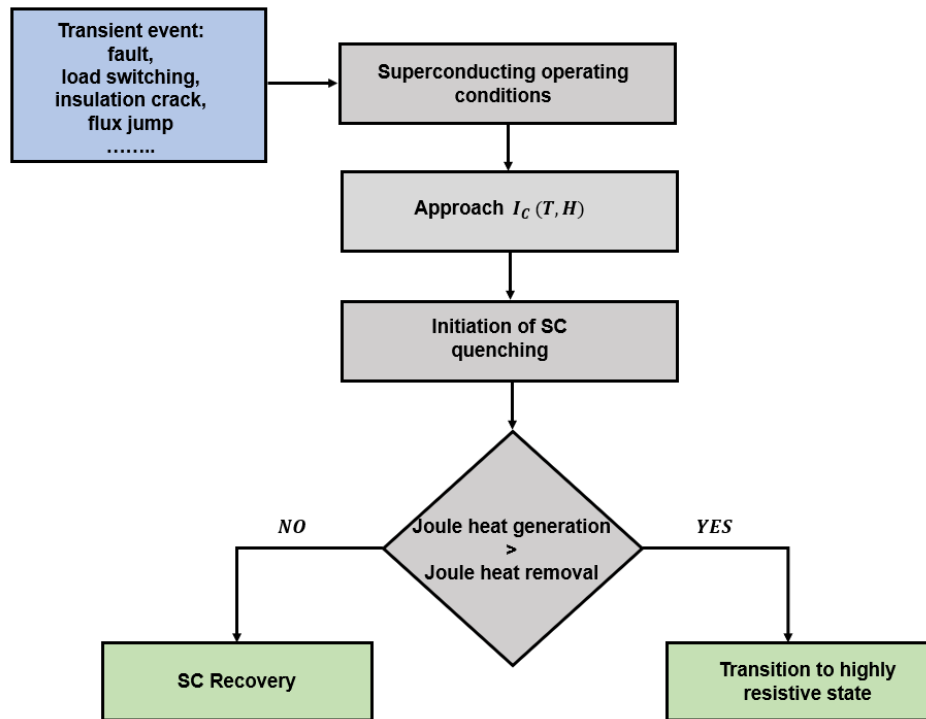 Transient event:
fault,
load switching,
insulation crack,
flux jump
……..
Superconducting operating
conditions
Approach I_C (T, H)
Initiation of SC
quenching
Joule heat generation
>
Joule heat removal
NO
YES
SC Recovery
Transition to highly
resistive state